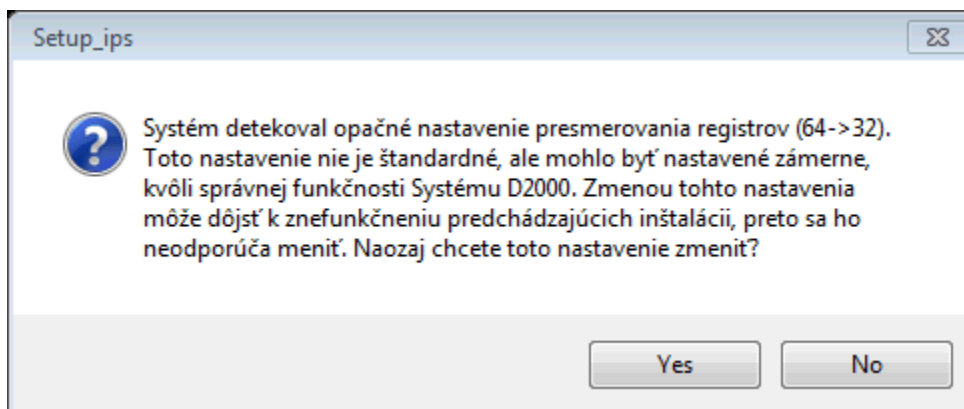 Setup_ips
Systém detekoval opačné nastavenie presmerovania registrov (64->32).
Toto nastavenie nie je štandardné, ale mohlo byť nastavené zámerne,
kvôli správnej funkčnosti Systému D2000. Zmenou tohto nastavenia
môže dôjsť k znefunkčneniu predchádzajúcich inštalácii, preto sa ho
neodporúča meniť. Naozaj chcete toto nastavenie zmeniť?
Yes No